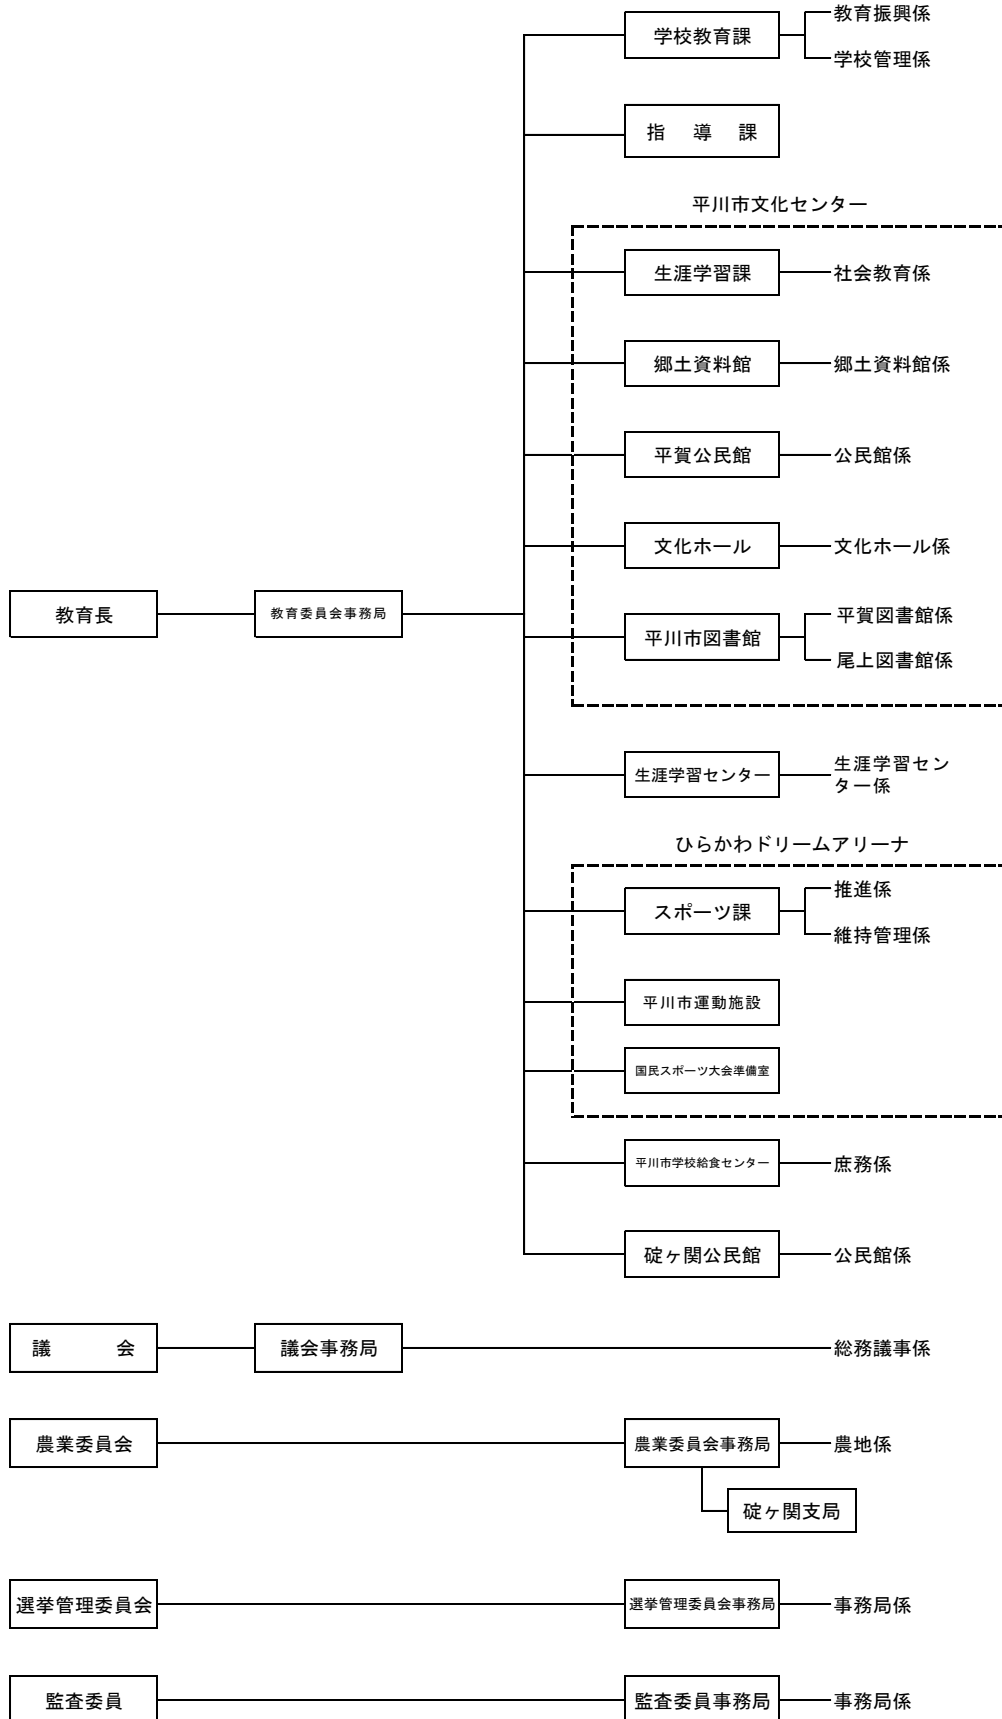 教育振興係
学校教育課
学校管理係
指　導　課
平川市文化センター
生涯学習課
社会教育係
郷土資料館
郷土資料館係
平賀公民館
公民館係
文化ホール
文化ホール係
教育長
教育委員会事務局
平川市図書館
平賀図書館係
尾上図書館係
生涯学習センター
生涯学習セン
ター係
ひらかわドリームアリーナ
スポーツ課
推進係
維持管理係
平川市運動施設
国民スポーツ大会準備室
平川市学校給食センター
庶務係
碇ヶ関公民館
公民館係
議　　会
議会事務局
総務議事係
農業委員会
農業委員会事務局
農地係
碇ヶ関支局
選挙管理委員会
選挙管理委員会事務局
事務局係
監査委員
監査委員事務局
事務局係